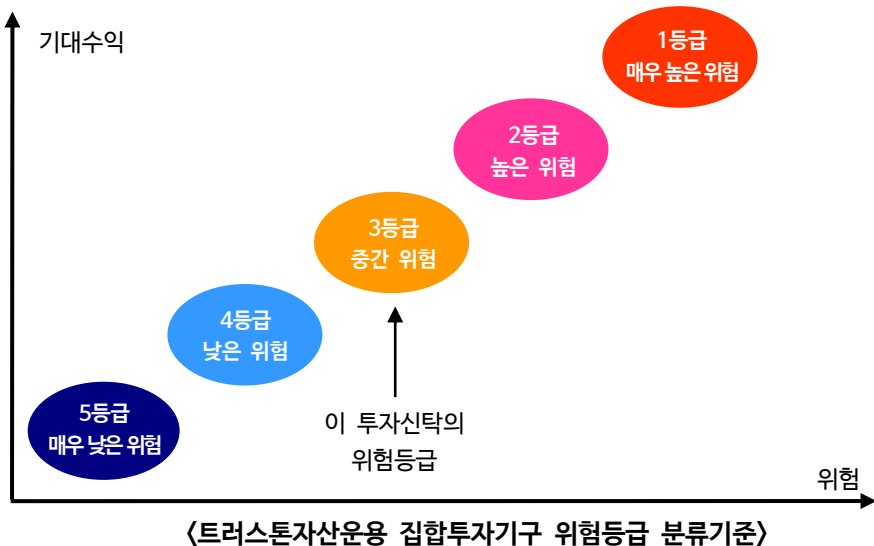 기대수익
1등급
매우 높은 위험
2등급
높은 위험
3등급
중간 위험
4등급
낮은 위험
5등급
매우 낮은 위험
이 투자신탁의
위험등급
위험
<트러스톤자산운용 집합투자기구 위험등급 분류기준>